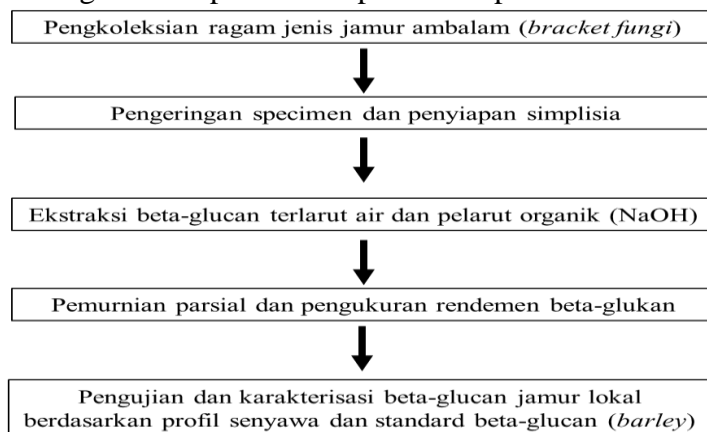 Pengkoleksian ragam jenis jamur ambalam (bracket fungi)
Pengeringan specimen dan penyiapan simplisia
Ekstraksi beta-glucan terlarut air dan pelarut organik (NaOH)
Pemurnian parsial dan pengukuran rendemen beta-glukan
Pengujian dan karakterisasi beta-glucan jamur lokal
berdasarkan profil senyawa dan standard beta-glucan (barley)